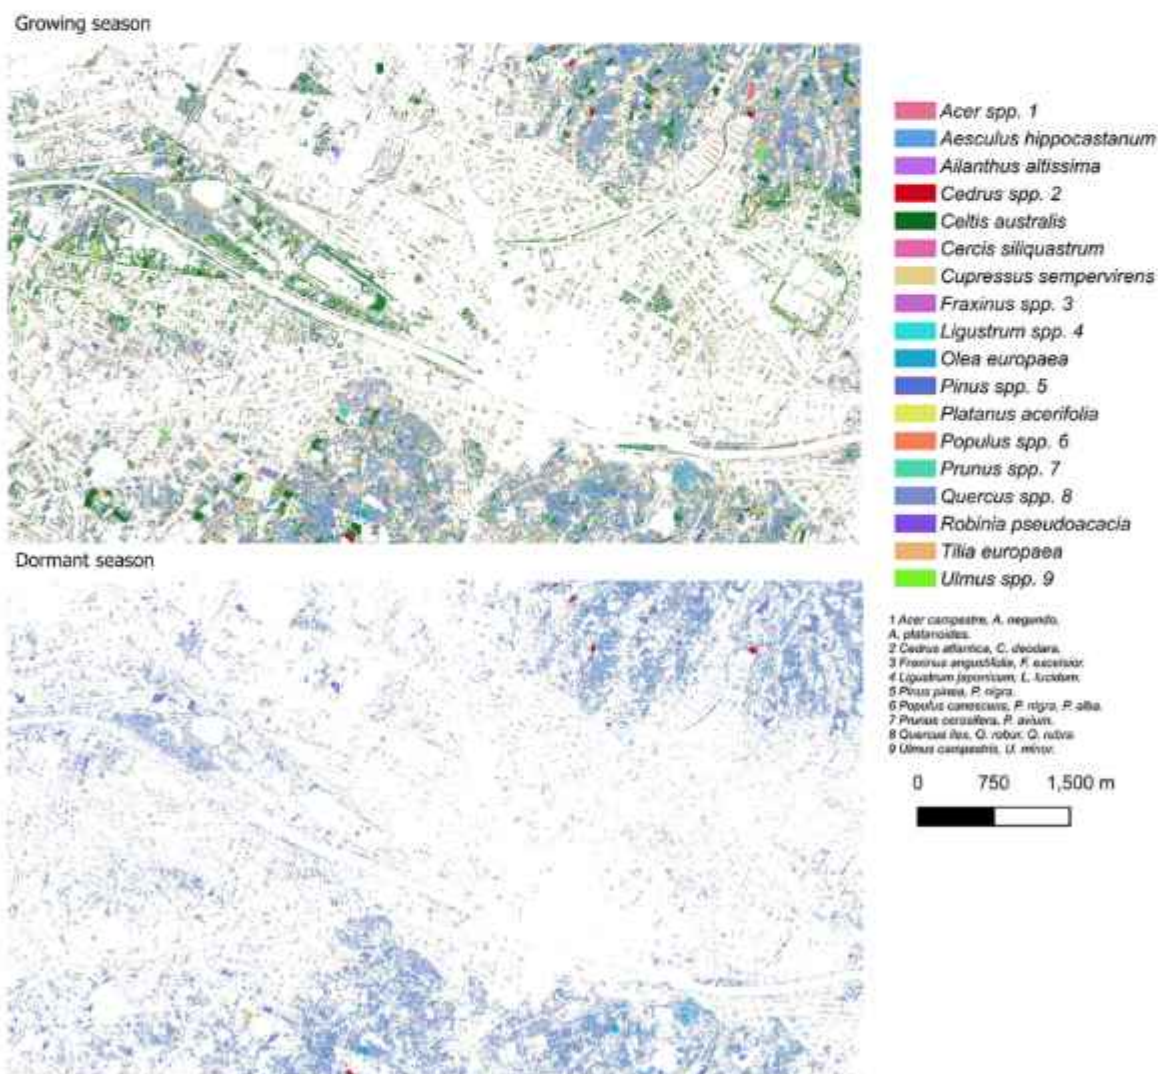 Growing season
Acer spp. 1
Aesculus hippocastanum
Ailanthus altissima
Cedrus spp. 2
Celtis australis
Cercis siliquastrum
Cupressus sempervirens
Fraxinus spp. 3
Ligustrum spp. 4
Olea europaea
Pinus spp. 5
Platanus acerifolia
Populus spp. 6
Prunus spp. 7
Quercus spp. 8
Robinia pseudoacacia
Tilia europaea
Ulmus spp. 9
Dormant season
1 Acer campestre, A. negundo,
A. platanoides.
2 Cedrus atlantica, C. deodara.
3 Fraxinus angustifolia, F. excelsior.
4 Ligustrum japonicum, L. lucidum.
5 Pinus pinea, P. nigra.
6 Populus canescens, P. nigra, P. alba.
7 Prunus cerasifera, P. avium.
8 Quercus ilex, Q. robur, Q. rubra
9 Ulmus campestris, U. minor.
0 750 1,500 m